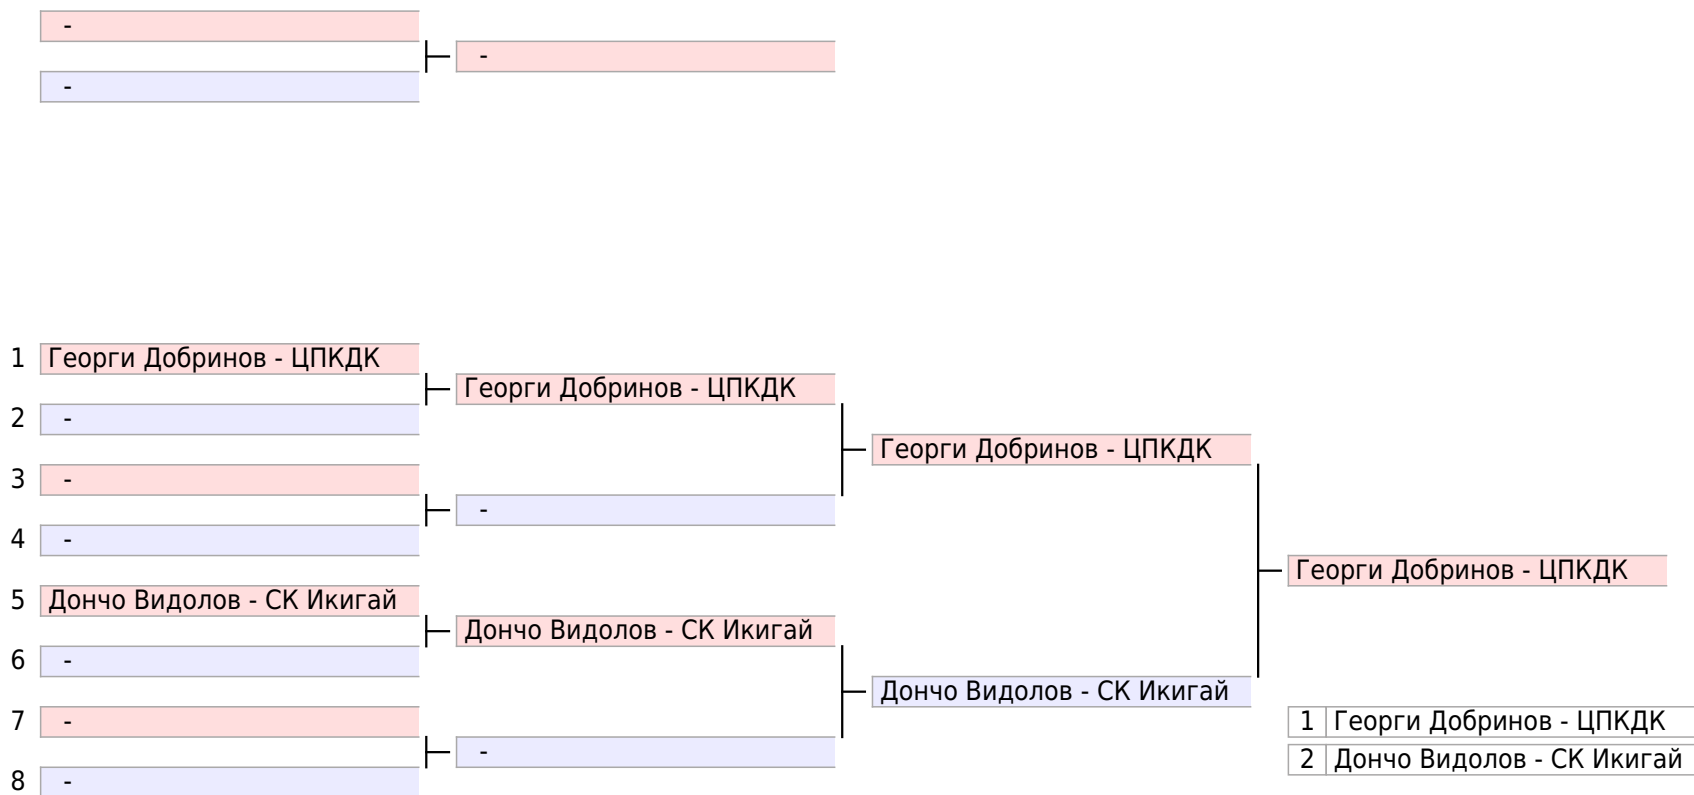 -
-
-
1 Георги Добринов - ЦПКДК
Георги Добринов - ЦПКДК
2 -
Георги Добринов - ЦПКДК
3 -
-
4 -
Георги Добринов - ЦПКДК
5 Дончо Видолов - СК Икигай
Дончо Видолов - СК Икигай
6 -
Дончо Видолов - СК Икигай
7 -
1 Георги Добринов - ЦПКДК
-
2 Дончо Видолов - СК Икигай
8 -